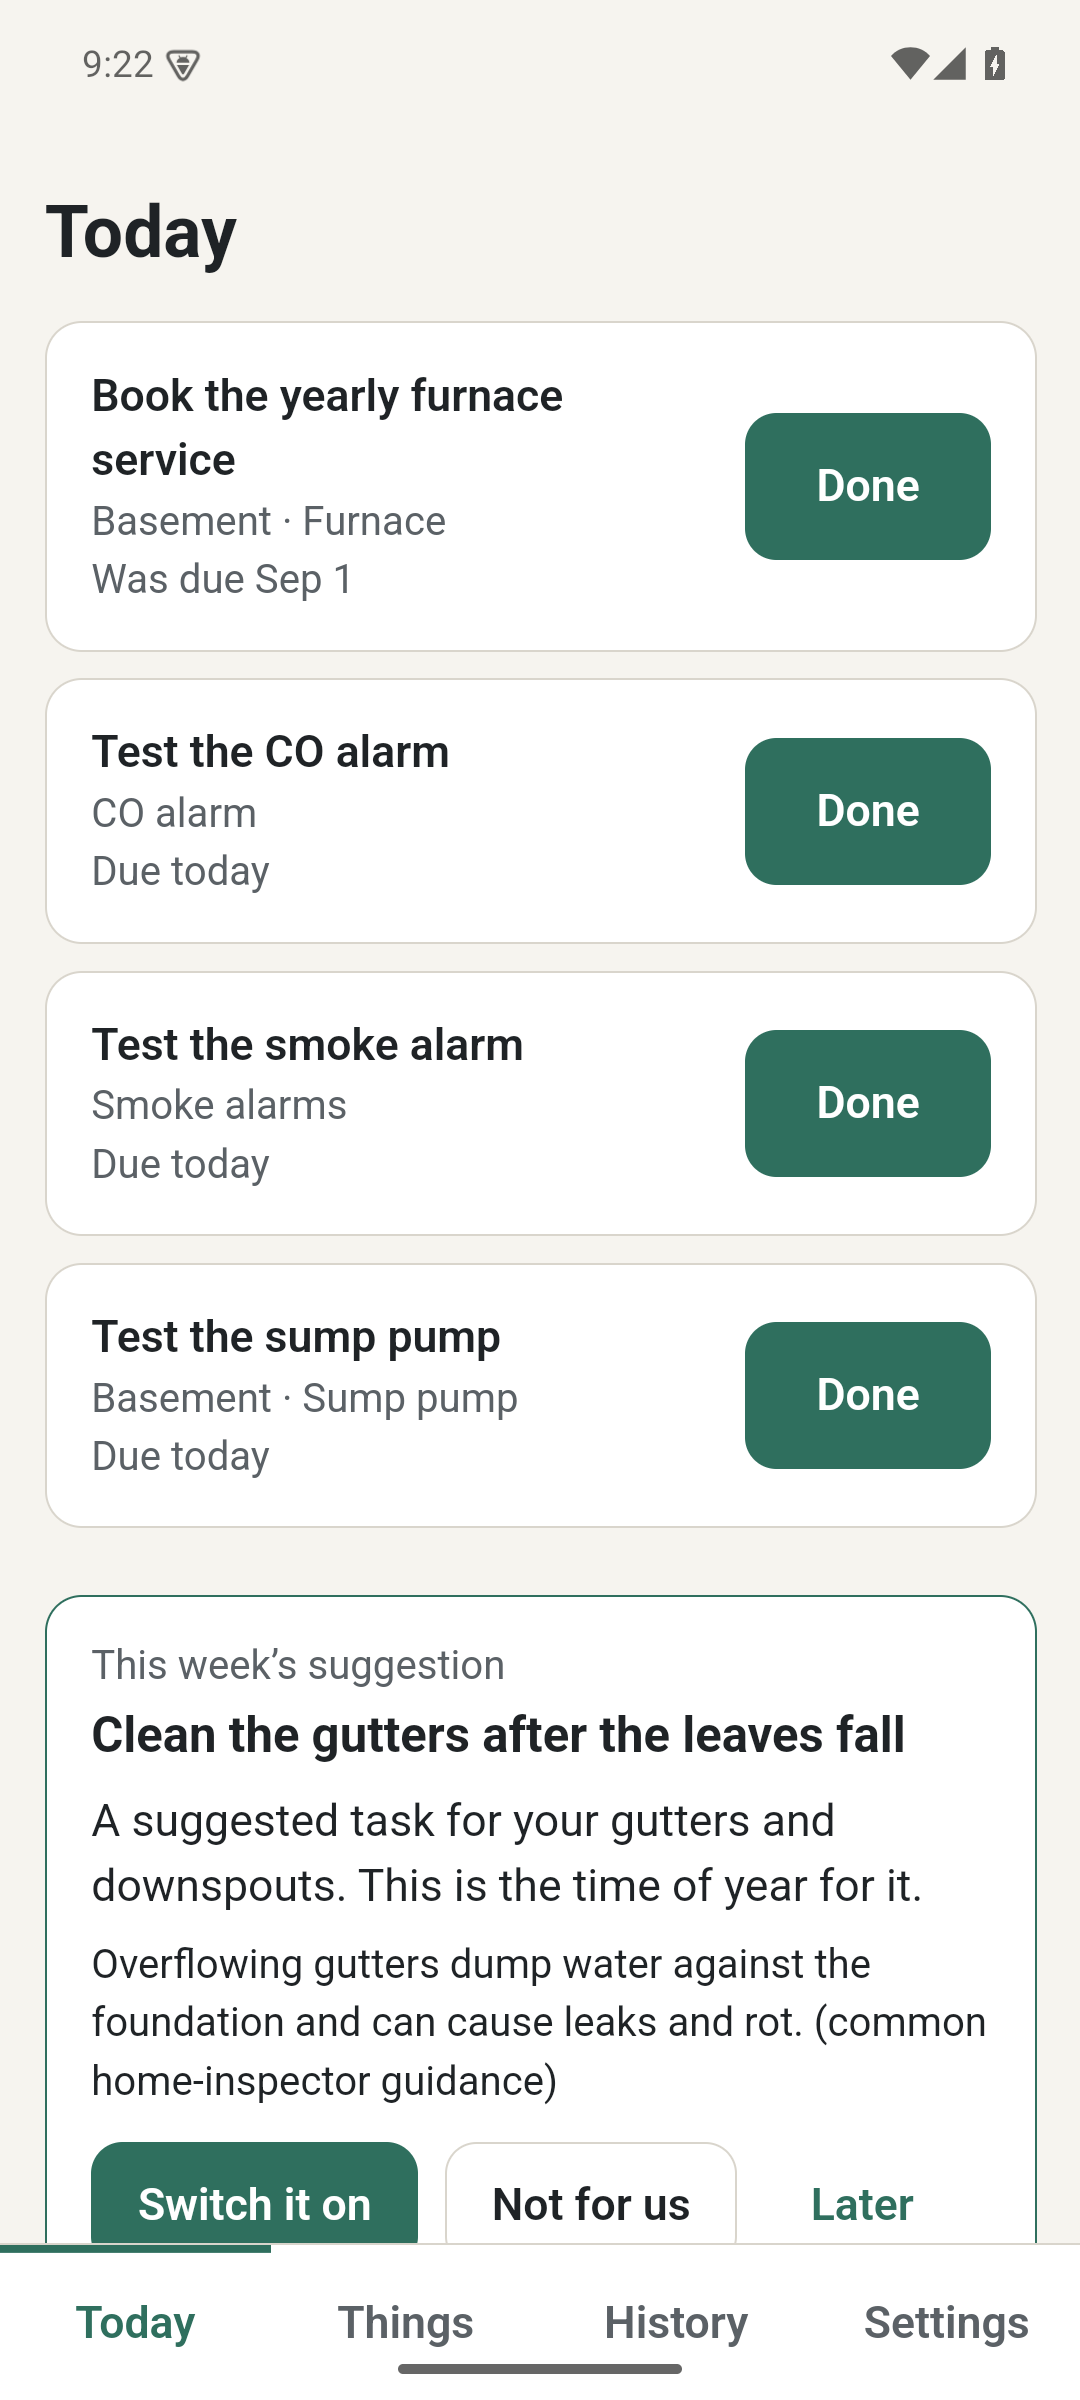 9:22
Today
Book the yearly furnace
service
Basement · Furnace
Was due Sep 1
Done
Test the CO alarm
CO alarm
Due today
Done
Test the smoke alarm
Smoke alarms
Due today
Done
Test the sump pump
Basement · Sump pump
Due today
Done
This week’s suggestion
Clean the gutters after the leaves fall
A suggested task for your gutters and
downspouts. This is the time of year for it.
Overflowing gutters dump water against the
foundation and can cause leaks and rot. (common
home-inspector guidance)
Switch it on Not for us Later
Today Things History Settings